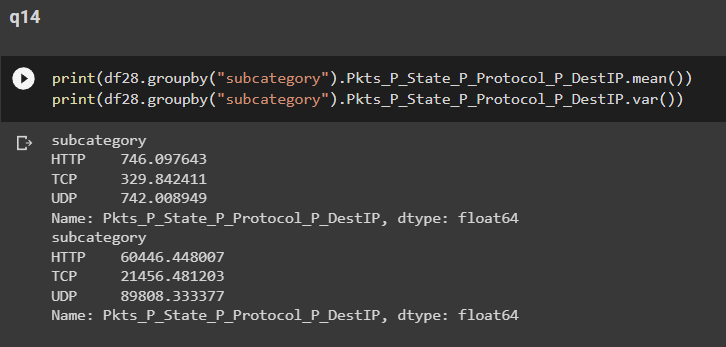 q14
print(df28.groupby("subcategory").Pkts_P_State_P_Protocol_P_DestIP.mean())
print(df28.groupby("subcategory").Pkts_P_State_P_Protocol_P_DestIP.var())
subcategory
HTTP    746.097643
TCP     329.842411
UDP     742.008949
Name: Pkts_P_State_P_Protocol_P_DestIP, dtype: float64
subcategory
HTTP    60446.448007
TCP     21456.481203
UDP     89808.333377
Name: Pkts_P_State_P_Protocol_P_DestIP, dtype: float64